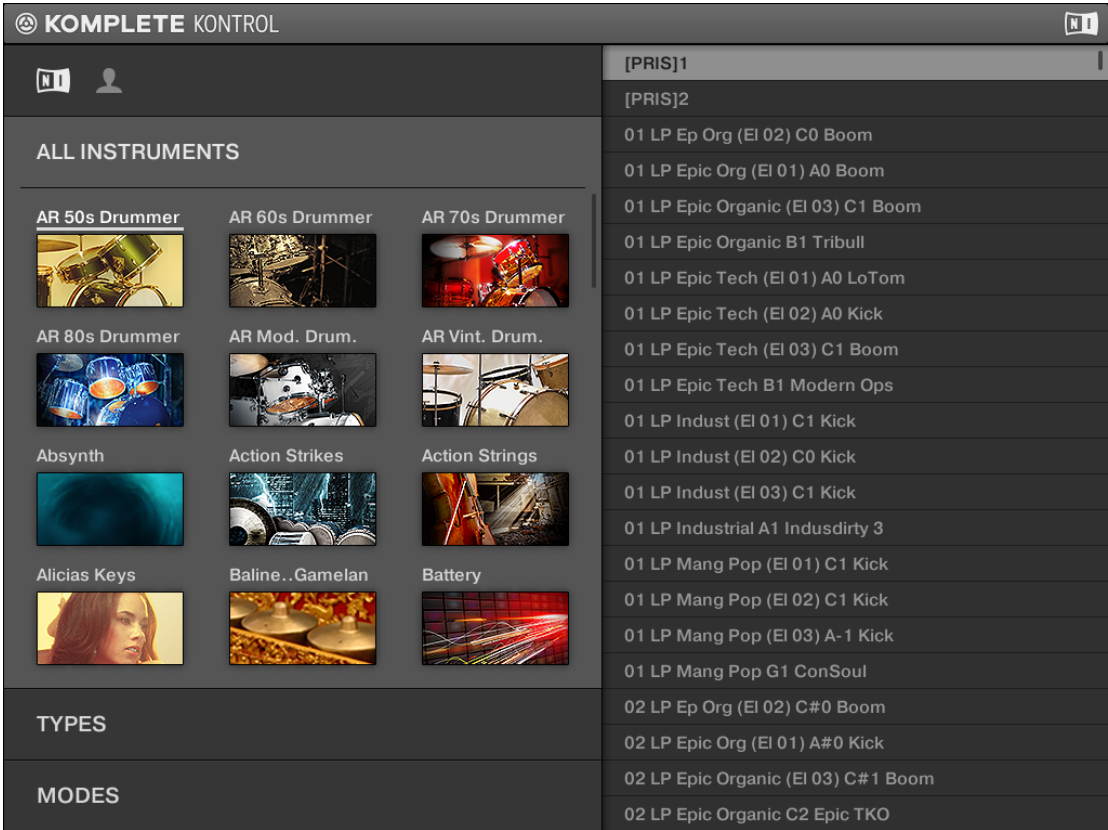 KOMPLETE KONTROL
NI
NI
ALL INSTRUMENTS
AR 50s Drummer
AR 60s Drummer
AR 70s Drummer
AR 80s Drummer
AR Mod. Drum.
AR Vint. Drum.
Absynth
Action Strikes
Action Strings
Alicias Keys
Baline..Gamelan
Battery
TYPES
MODES
[PRIS]1
[PRIS]2
01 LP Ep Org (El 02) C0 Boom
01 LP Epic Org (El 01) A0 Boom
01 LP Epic Organic (El 03) C1 Boom
01 LP Epic Organic B1 Tribull
01 LP Epic Tech (El 01) A0 LoTom
01 LP Epic Tech (El 02) A0 Kick
01 LP Epic Tech (El 03) C1 Boom
01 LP Epic Tech B1 Modern Ops
01 LP Indust (El 01) C1 Kick
01 LP Indust (El 02) C0 Kick
01 LP Indust (El 03) C1 Kick
01 LP Industrial A1 Indusdirty 3
01 LP Mang Pop (El 01) C1 Kick
01 LP Mang Pop (El 02) C1 Kick
01 LP Mang Pop (El 03) A-1 Kick
01 LP Mang Pop G1 ConSoul
02 LP Ep Org (El 02) C#0 Boom
02 LP Epic Org (El 01) A#0 Kick
02 LP Epic Organic (El 03) C#1 Boom
02 LP Epic Organic C2 Epic TKO